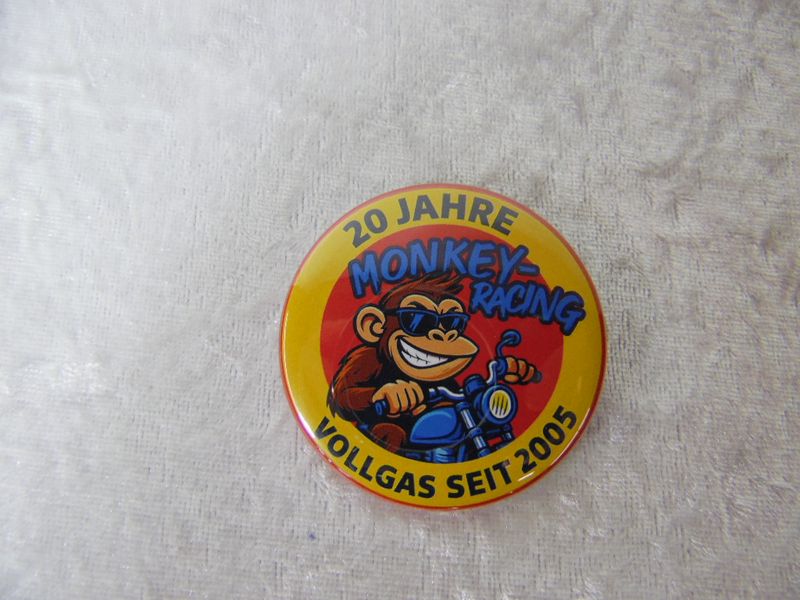 20 JAHRE
MONKEY-
RACING
VOLLGAS SEIT 2005